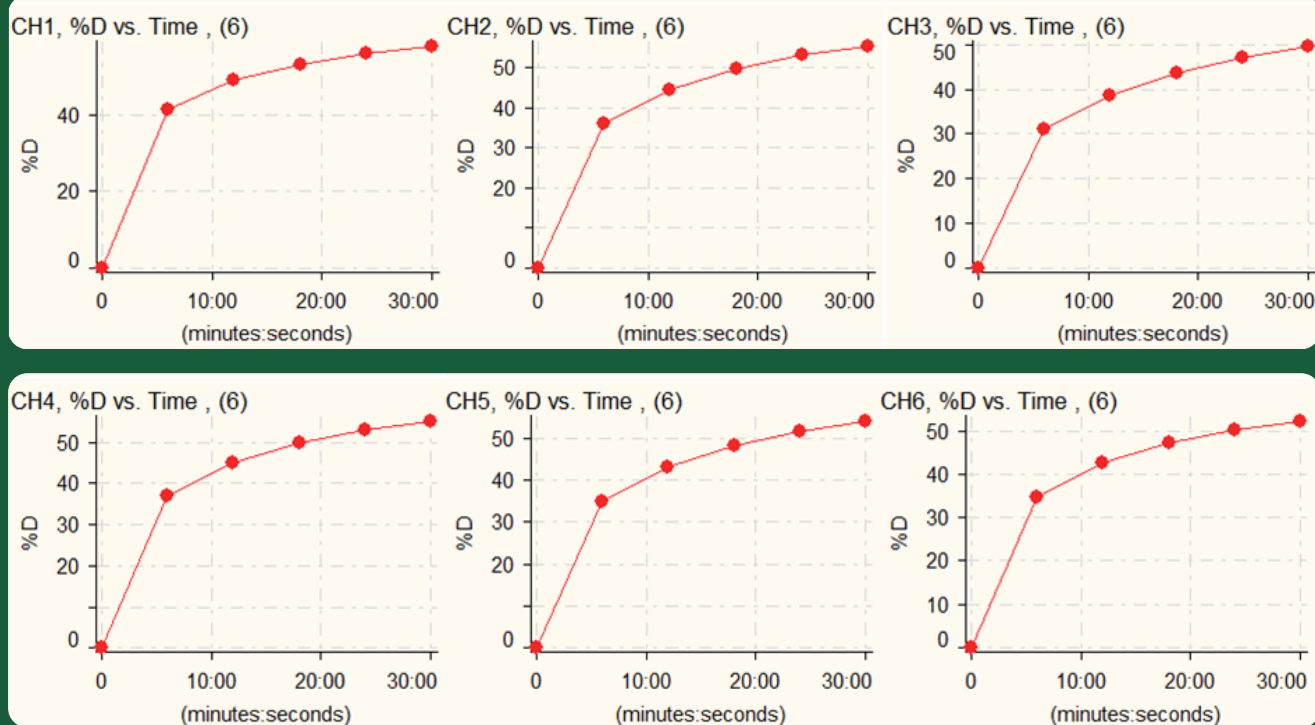 CH1, %D vs. Time , (6)
%D
40
20
0
0 10:00 20:00 30:00
(minutes:seconds)
CH2, %D vs. Time , (6)
%D
50
40
30
20
0
0 10:00 20:00 30:00
(minutes:seconds)
CH3, %D vs. Time , (6)
%D
50
40
30
20
10
0
0 10:00 20:00 30:00
(minutes:seconds)
CH4, %D vs. Time , (6)
%D
50
40
30
20
0
0 10:00 20:00 30:00
(minutes:seconds)
CH5, %D vs. Time , (6)
%D
50
40
30
20
0
0 10:00 20:00 30:00
(minutes:seconds)
CH6, %D vs. Time , (6)
%D
50
40
30
20
10
0
0 10:00 20:00 30:00
(minutes:seconds)